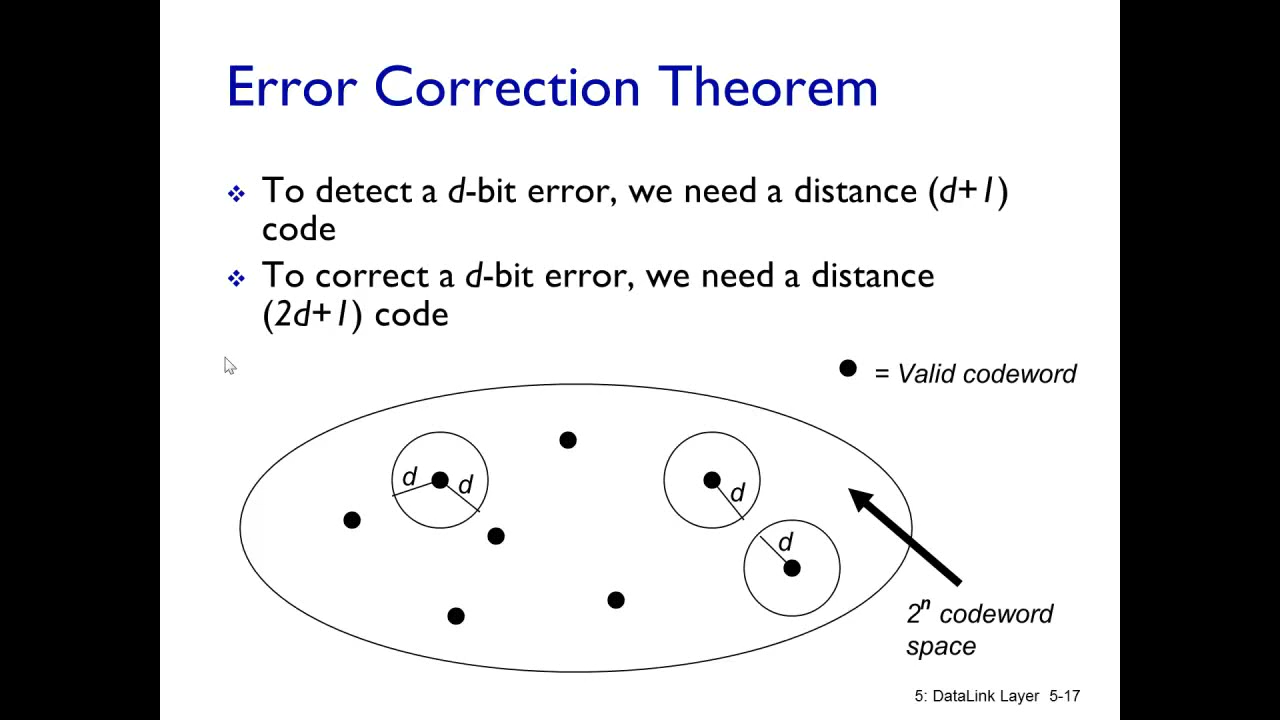 Error Correction Theorem
To detect a d-bit error, we need a distance (d+1)
code
To correct a d-bit error, we need a distance
(2d+1) code
= Valid codeword
d
d
d
d
2ⁿ codeword
space
5: DataLink Layer 5-17